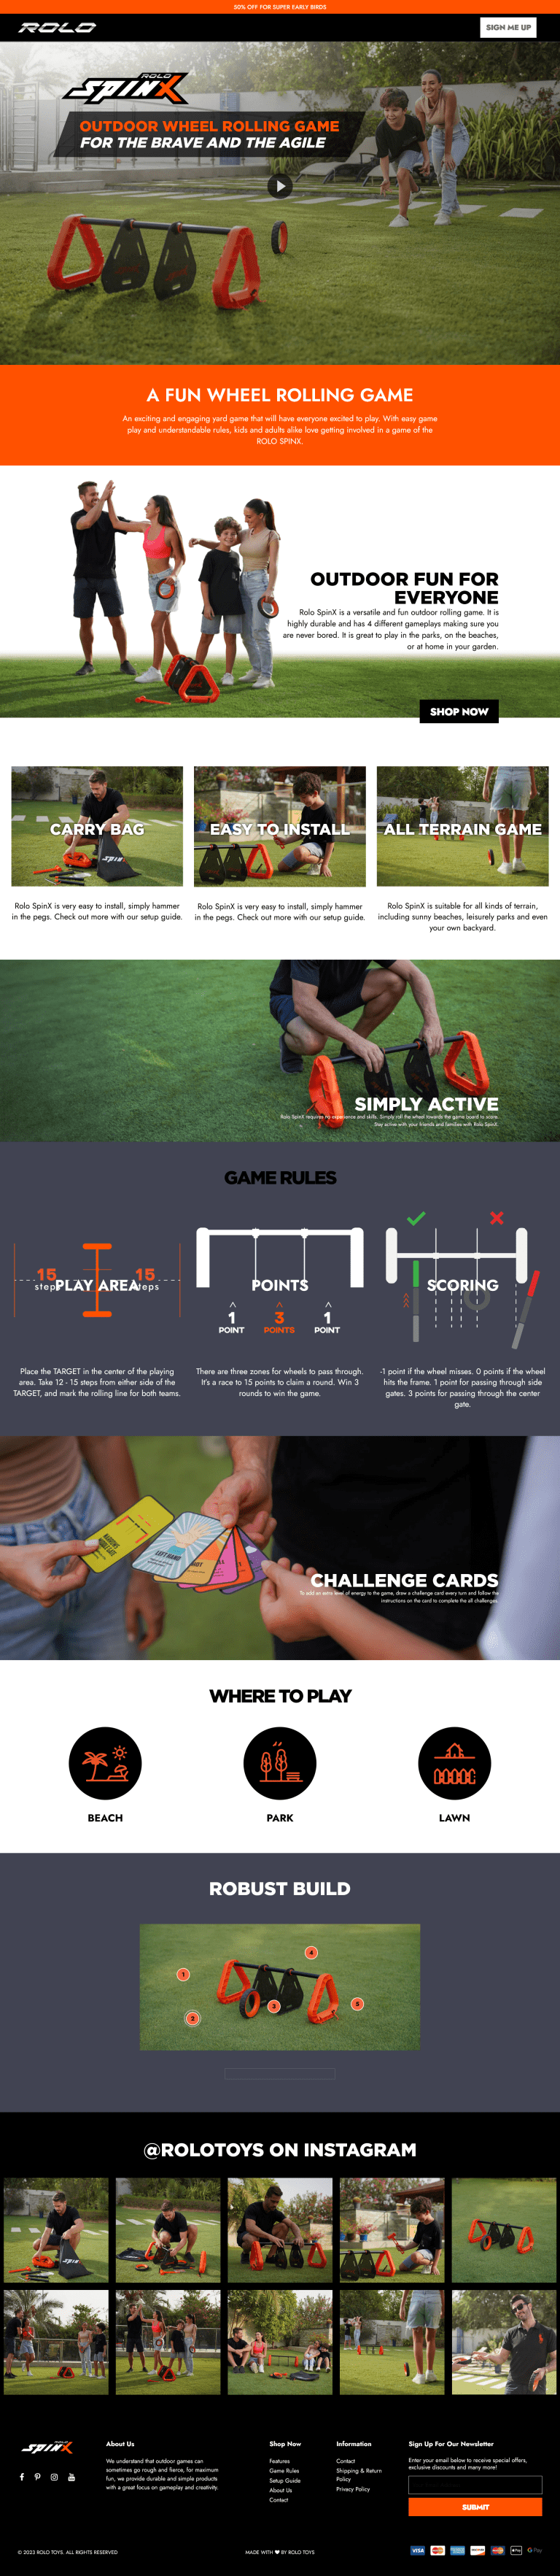 50% OFF FOR SUPER EARLY BIRDS
ROLO
SIGN ME UP
ROLO
SPINX
OUTDOOR WHEEL ROLLING GAME
FOR THE BRAVE AND THE AGILE
A FUN WHEEL ROLLING GAME
An exciting and engaging yard game that will have everyone excited to play. With easy game
play and understandable rules, kids and adults alike love getting involved in a game of the
ROLO SPINX.
OUTDOOR FUN FOR
EVERYONE
Rolo SpinX is a versatile and fun outdoor rolling game. It is
highly durable and has 4 different gameplays making sure you
are never bored. It is great to play in the parks, on the beaches,
or at home in your garden.
SHOP NOW
CARRY BAG
Rolo SpinX is very easy to install, simply hammer
in the pegs. Check out more with our setup guide.
EASY TO INSTALL
Rolo SpinX is very easy to install, simply hammer
in the pegs. Check out more with our setup guide.
ALL TERRAIN GAME
Rolo SpinX is suitable for all kinds of terrain,
including sunny beaches, leisurely parks and even
your own backyard.
SIMPLY ACTIVE
Rolo SpinX requires no experience and skills. Simply roll the wheel towards the game board to score.
Stay active with your friends and families with Rolo SpinX.
GAME RULES
15
steps
PLAY AREA
15
steps
Place the TARGET in the center of the playing
area. Take 12 - 15 steps from either side of the
TARGET, and mark the rolling line for both teams.
POINTS
1
POINT
3
POINTS
1
POINT
There are three zones for wheels to pass through.
It's a race to 15 points to claim a round. Win 3
rounds to win the game.
SCORING
-1 point if the wheel misses. 0 points if the wheel
hits the frame. 1 point for passing through side
gates. 3 points for passing through the center
gate.
LEFT HAND
HOT
CHALLENGE CARDS
To add an extra level of energy to the game, draw a challenge card every turn and follow the
instructions on the card to complete the all challenges.
WHERE TO PLAY
BEACH
PARK
LAWN
ROBUST BUILD
1
2
3
4
5
@ROLOTOYS ON INSTAGRAM
SPINX
About Us
We understand that outdoor games can
sometimes go rough and fierce, for maximum
fun, we provide durable and simple products
with a great focus on gameplay and creativity.
Shop Now
Features
Game Rules
Setup Guide
About Us
Contact
Information
Contact
Shipping & Return
Policy
Privacy Policy
Sign Up For Our Newsletter
Enter your email below to receive special offers,
exclusive discounts and many more!
SUBMIT
© 2023 ROLO TOYS. ALL RIGHTS RESERVED
MADE WITH ❤ BY ROLO TOYS
VISA
G Pay